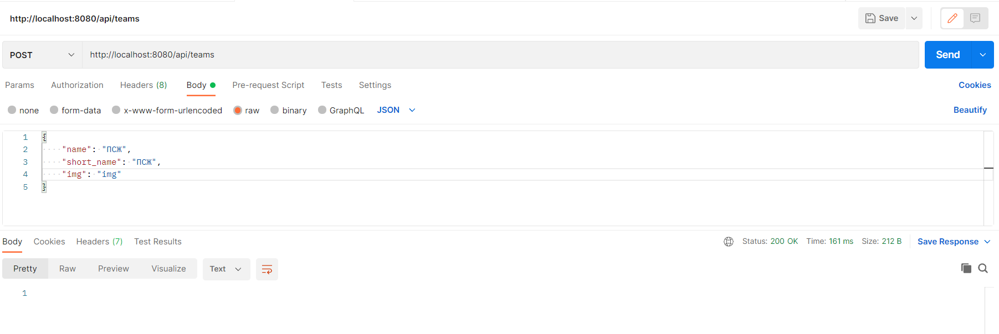 http://localhost:8080/api/teams
Save
POST http://localhost:8080/api/teams Send
Params Authorization Headers (8) Body Pre-request Script Tests Settings Cookies
none form-data x-www-form-urlencoded raw binary GraphQL JSON Beautify
1 {
2 "name": "ПСЖ",
3 "short_name": "ПСЖ",
4 "img": "img"
5 }
Body Cookies Headers (7) Test Results Status: 200 OK Time: 161 ms Size: 212 B Save Response
Pretty Raw Preview Visualize Text
1